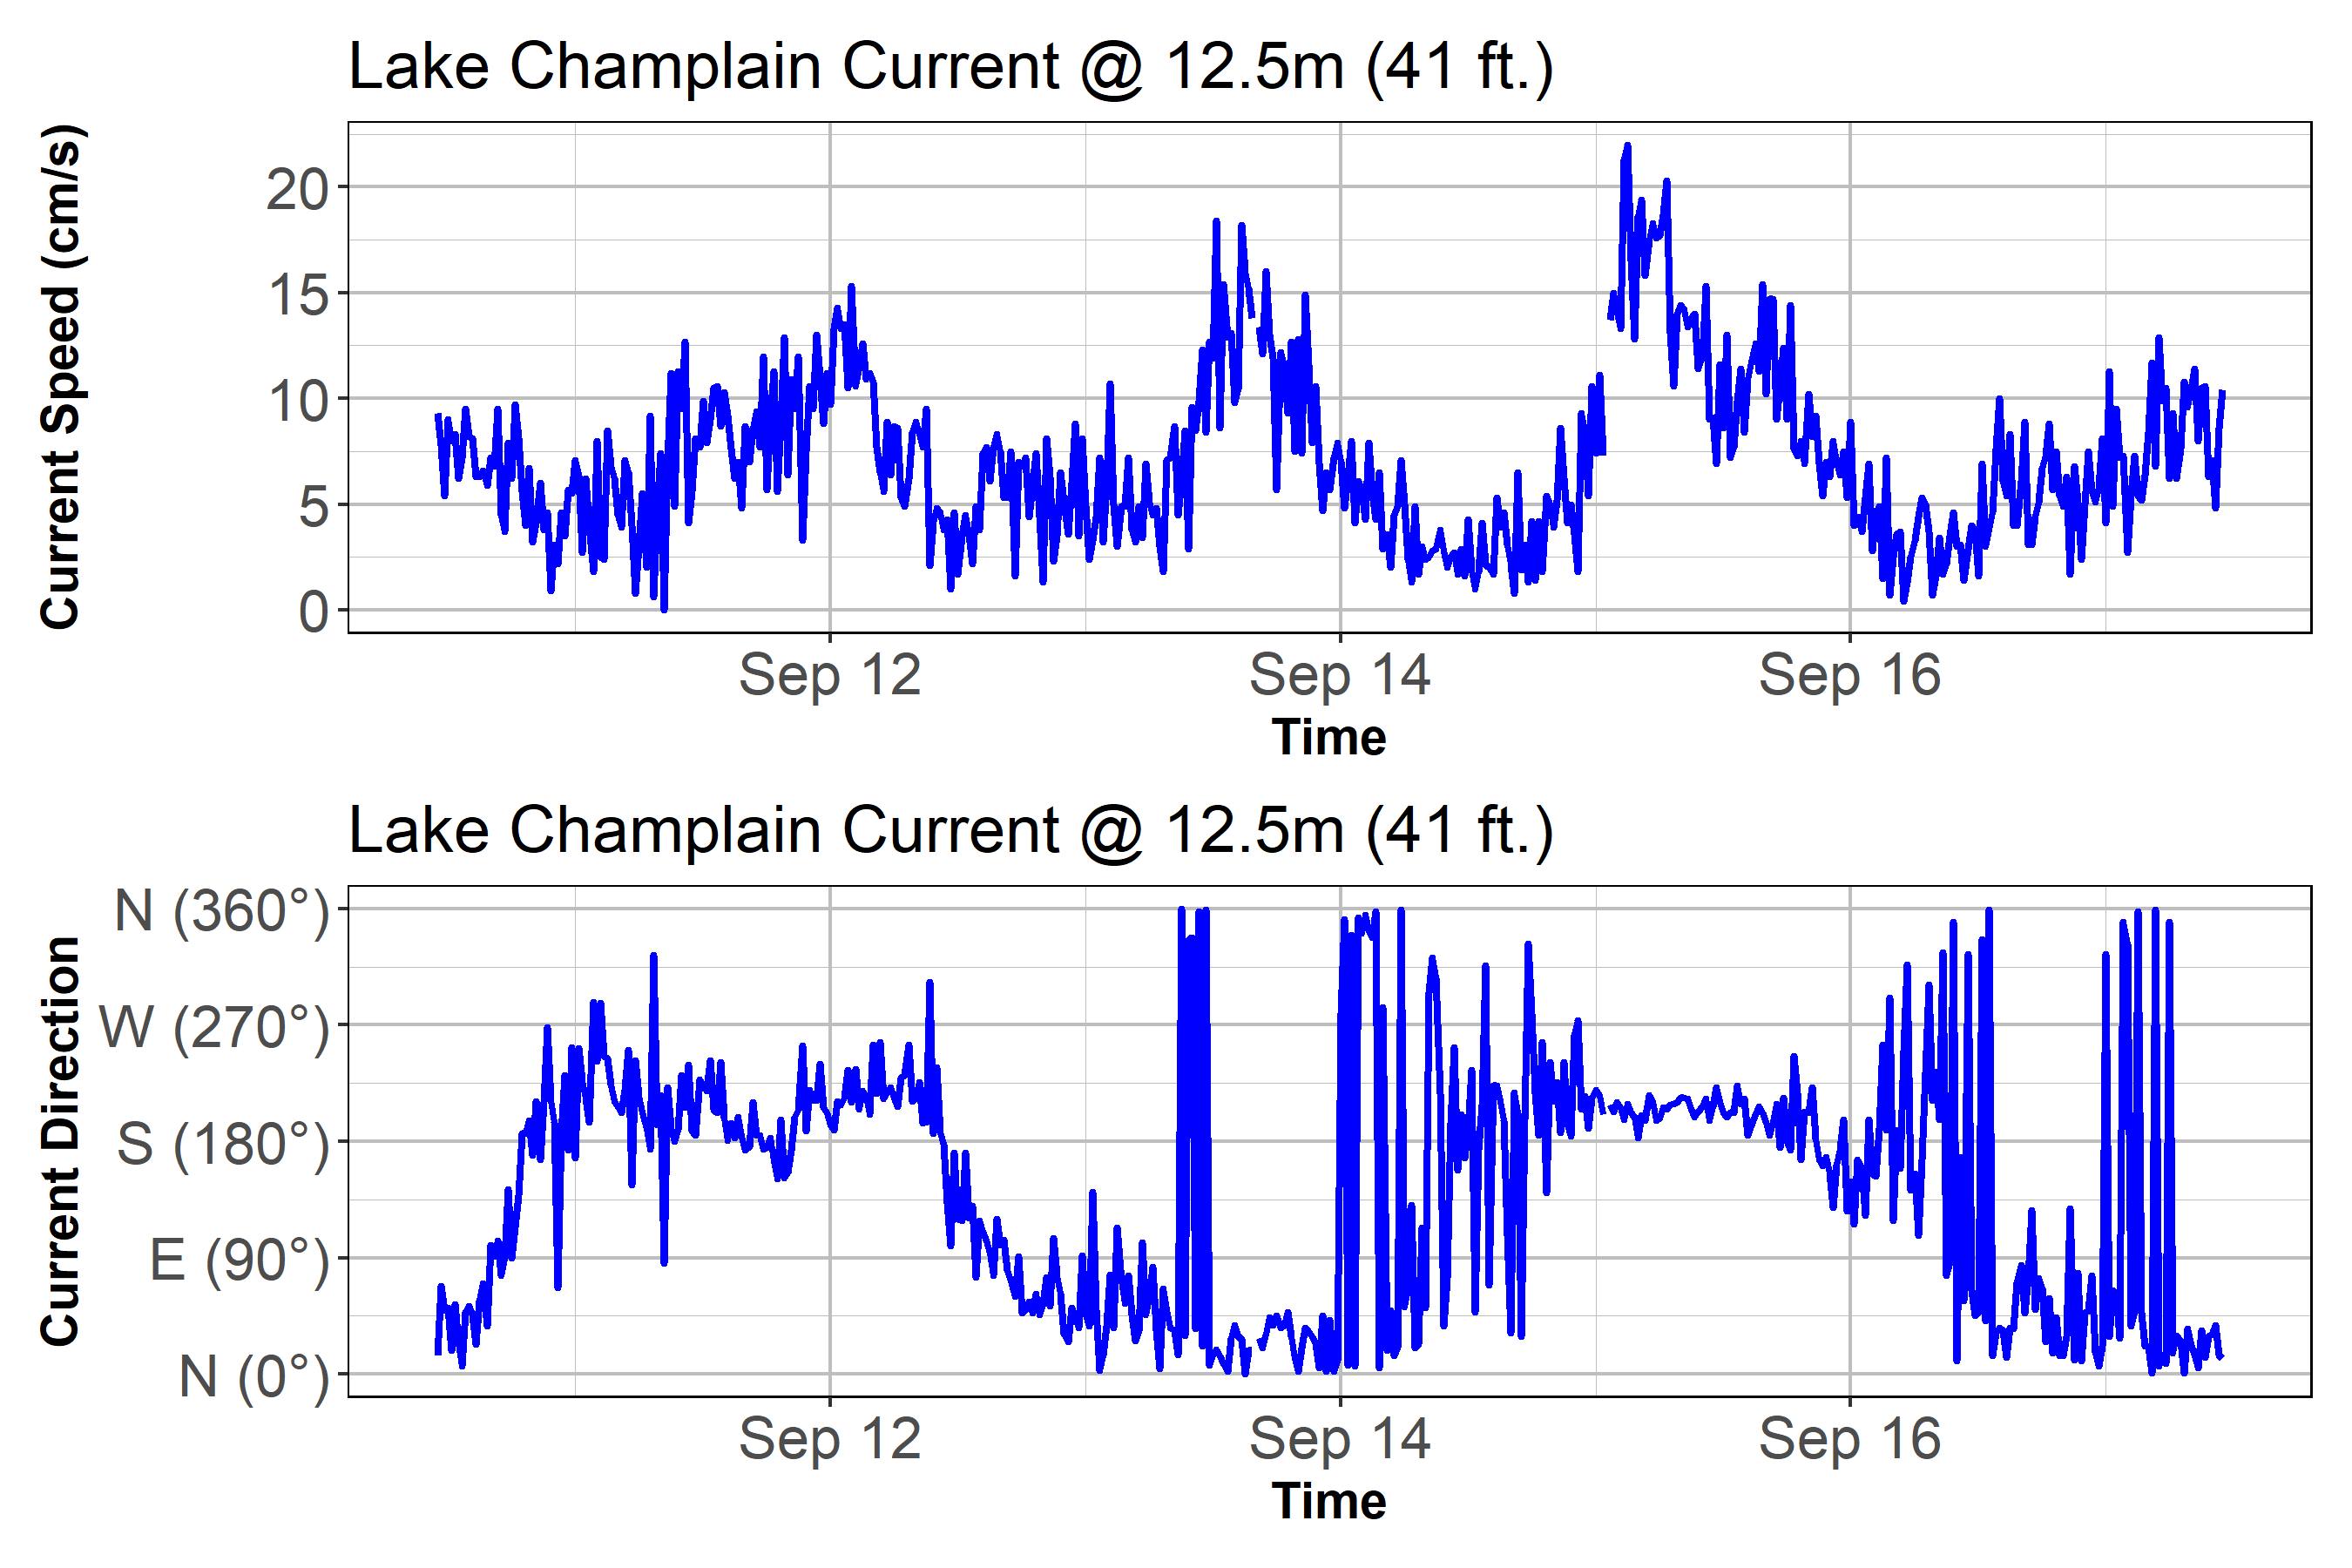 Lake Champlain Current @ 12.5m (41 ft.)
Current Speed (cm/s)
20
15
10
5
0
Sep 12 Sep 14 Sep 16
Time
Lake Champlain Current @ 12.5m (41 ft.)
Current Direction
N (360°)
W (270°)
S (180°)
E (90°)
N (0°)
Sep 12 Sep 14 Sep 16
Time